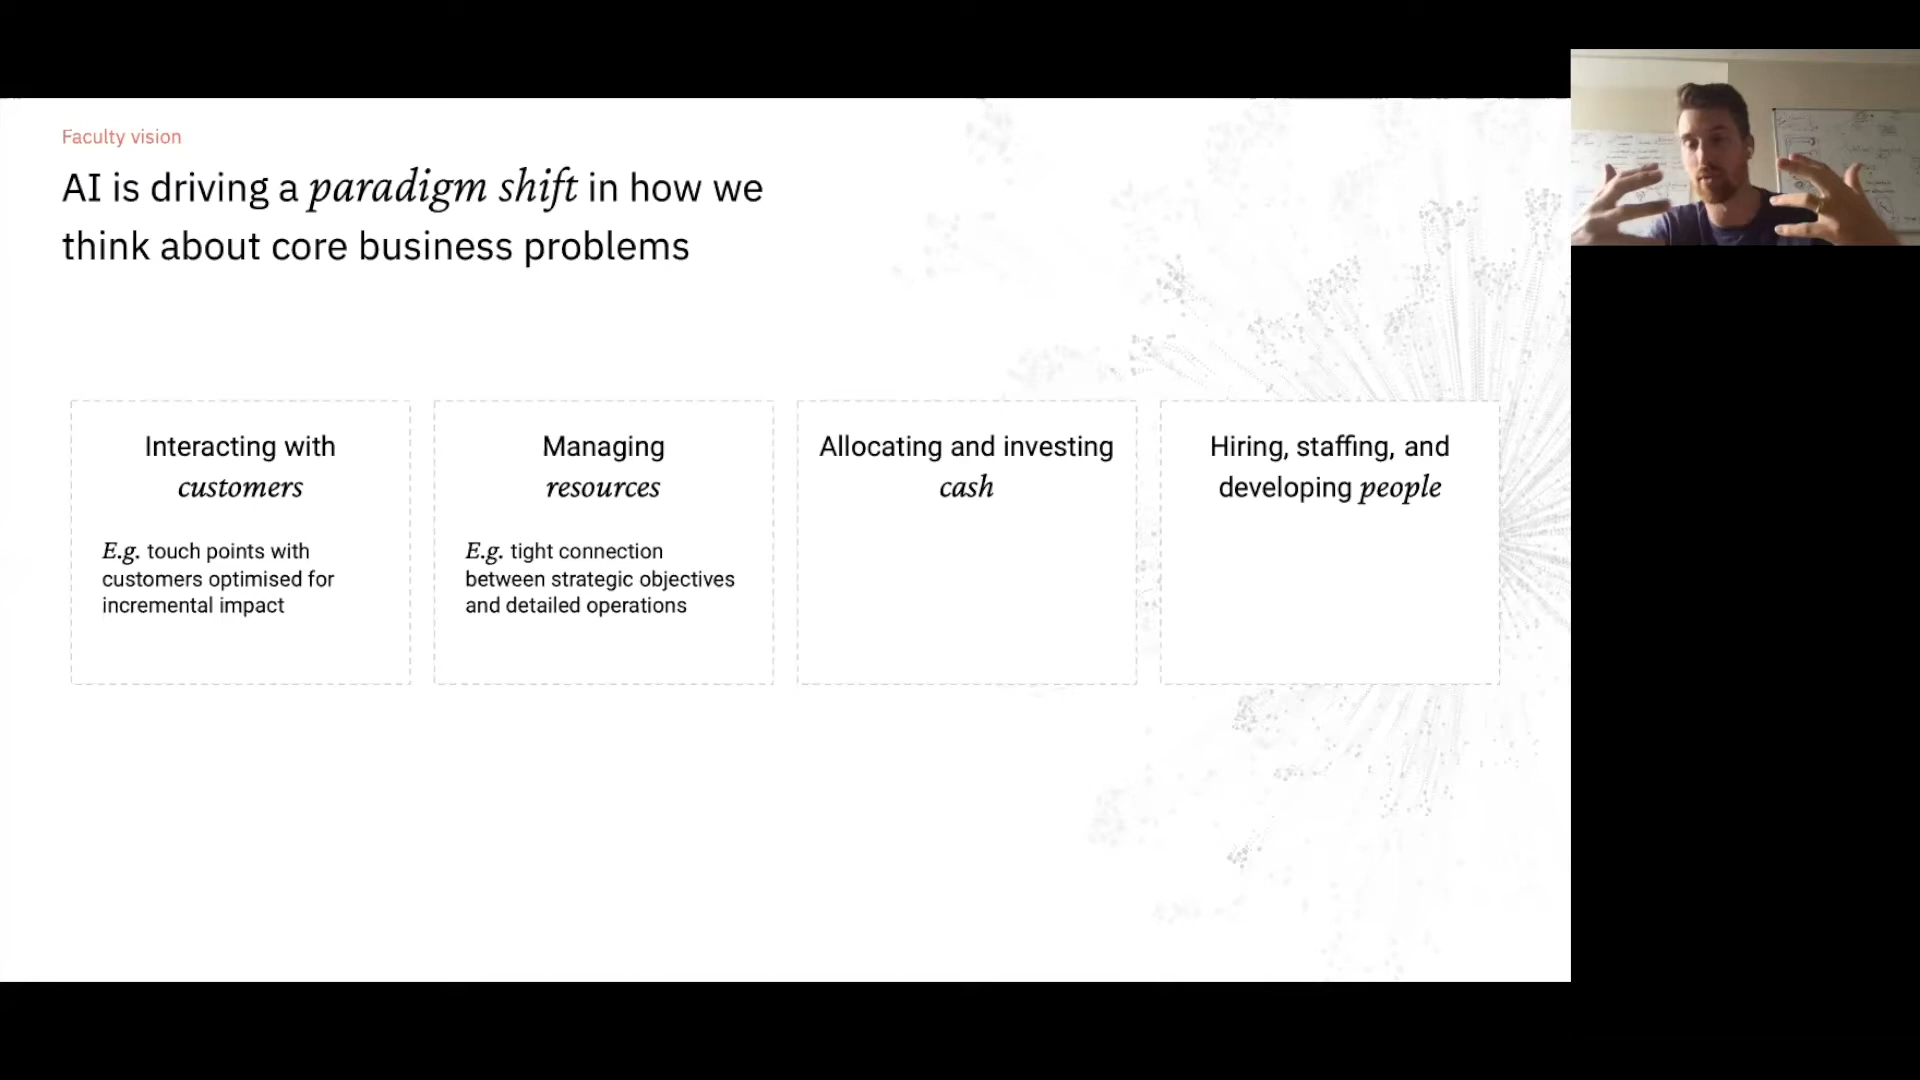 Faculty vision
AI is driving a paradigm shift in how we
think about core business problems
Interacting with
customers
E.g. touch points with
customers optimised for
incremental impact
Managing
resources
E.g. tight connection
between strategic objectives
and detailed operations
Allocating and investing
cash
Hiring, staffing, and
developing people